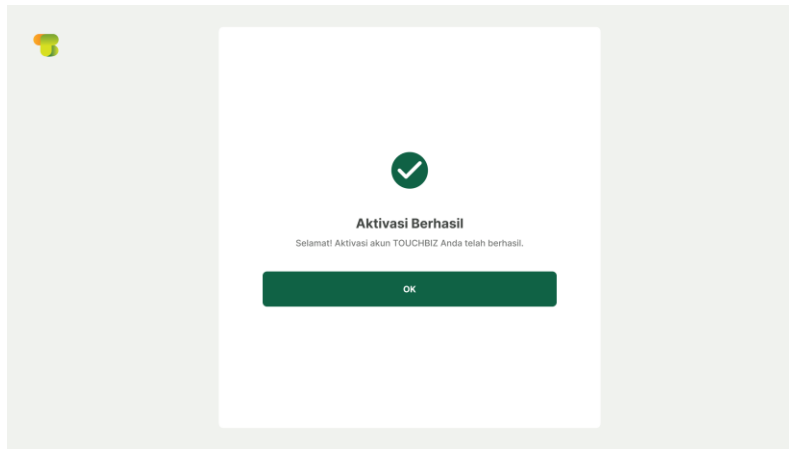 Aktivasi Berhasil
Selamat! Aktivasi akun TOUCHBIZ Anda telah berhasil.
OK